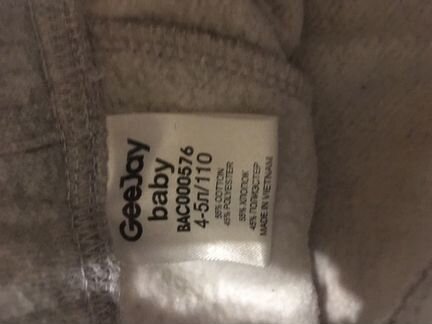 GeeJay
baby
BAC000576
4-5л/110
55% COTTON
45% POLYESTER
55% ХЛОПОК
45% ПОЛИЭСТЕР
MADE IN VIETNAM